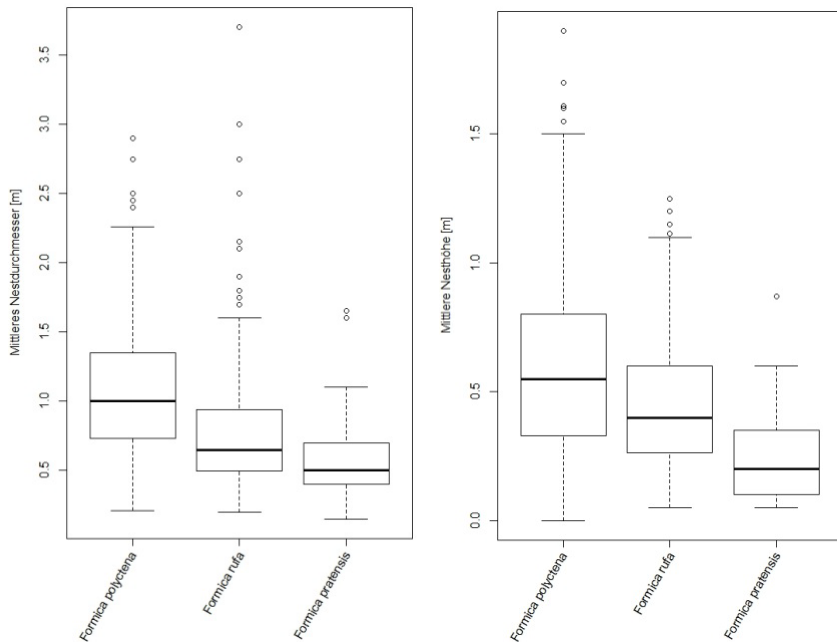 Mittleres Nestdurchmesser [m]
3.5
3.0
2.5
2.0
1.5
1.0
0.5
Formica polyctena
Formica rufa
Formica pratensis
Mittlere Nesthöhe [m]
1.5
1.0
0.5
0.0
Formica polyctena
Formica rufa
Formica pratensis